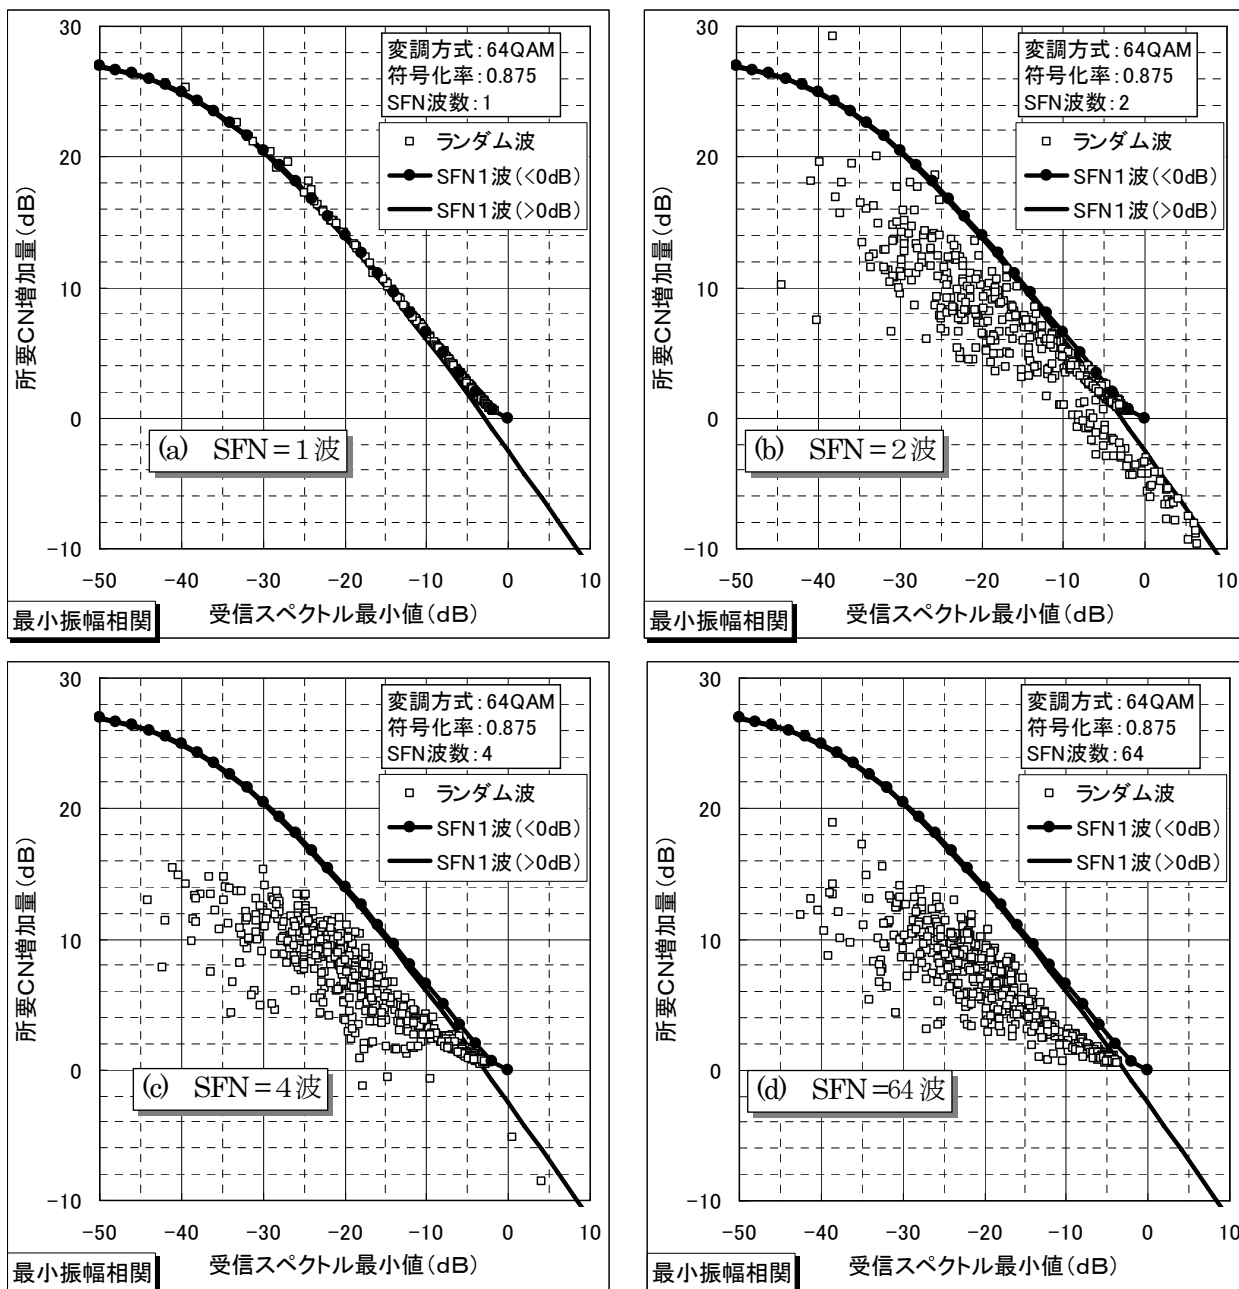 30
20
10
0
-10
-50
-40
-30
-20
-10
0
10
所要CN増加量(dB)
受信スペクトル最小値(dB)
変調方式:64QAM
符号化率:0.875
SFN波数:1
ランダム波
SFN1波(<0dB)
SFN1波(>0dB)
(a) SFN=1波
最小振幅相関
30
20
10
0
-10
-50
-40
-30
-20
-10
0
10
所要CN増加量(dB)
受信スペクトル最小値(dB)
変調方式:64QAM
符号化率:0.875
SFN波数:2
ランダム波
SFN1波(<0dB)
SFN1波(>0dB)
(b) SFN=2波
最小振幅相関
30
20
10
0
-10
-50
-40
-30
-20
-10
0
10
所要CN増加量(dB)
受信スペクトル最小値(dB)
変調方式:64QAM
符号化率:0.875
SFN波数:4
ランダム波
SFN1波(<0dB)
SFN1波(>0dB)
(c) SFN=4波
最小振幅相関
30
20
10
0
-10
-50
-40
-30
-20
-10
0
10
所要CN増加量(dB)
受信スペクトル最小値(dB)
変調方式:64QAM
符号化率:0.875
SFN波数:64
ランダム波
SFN1波(<0dB)
SFN1波(>0dB)
(d) SFN=64波
最小振幅相関